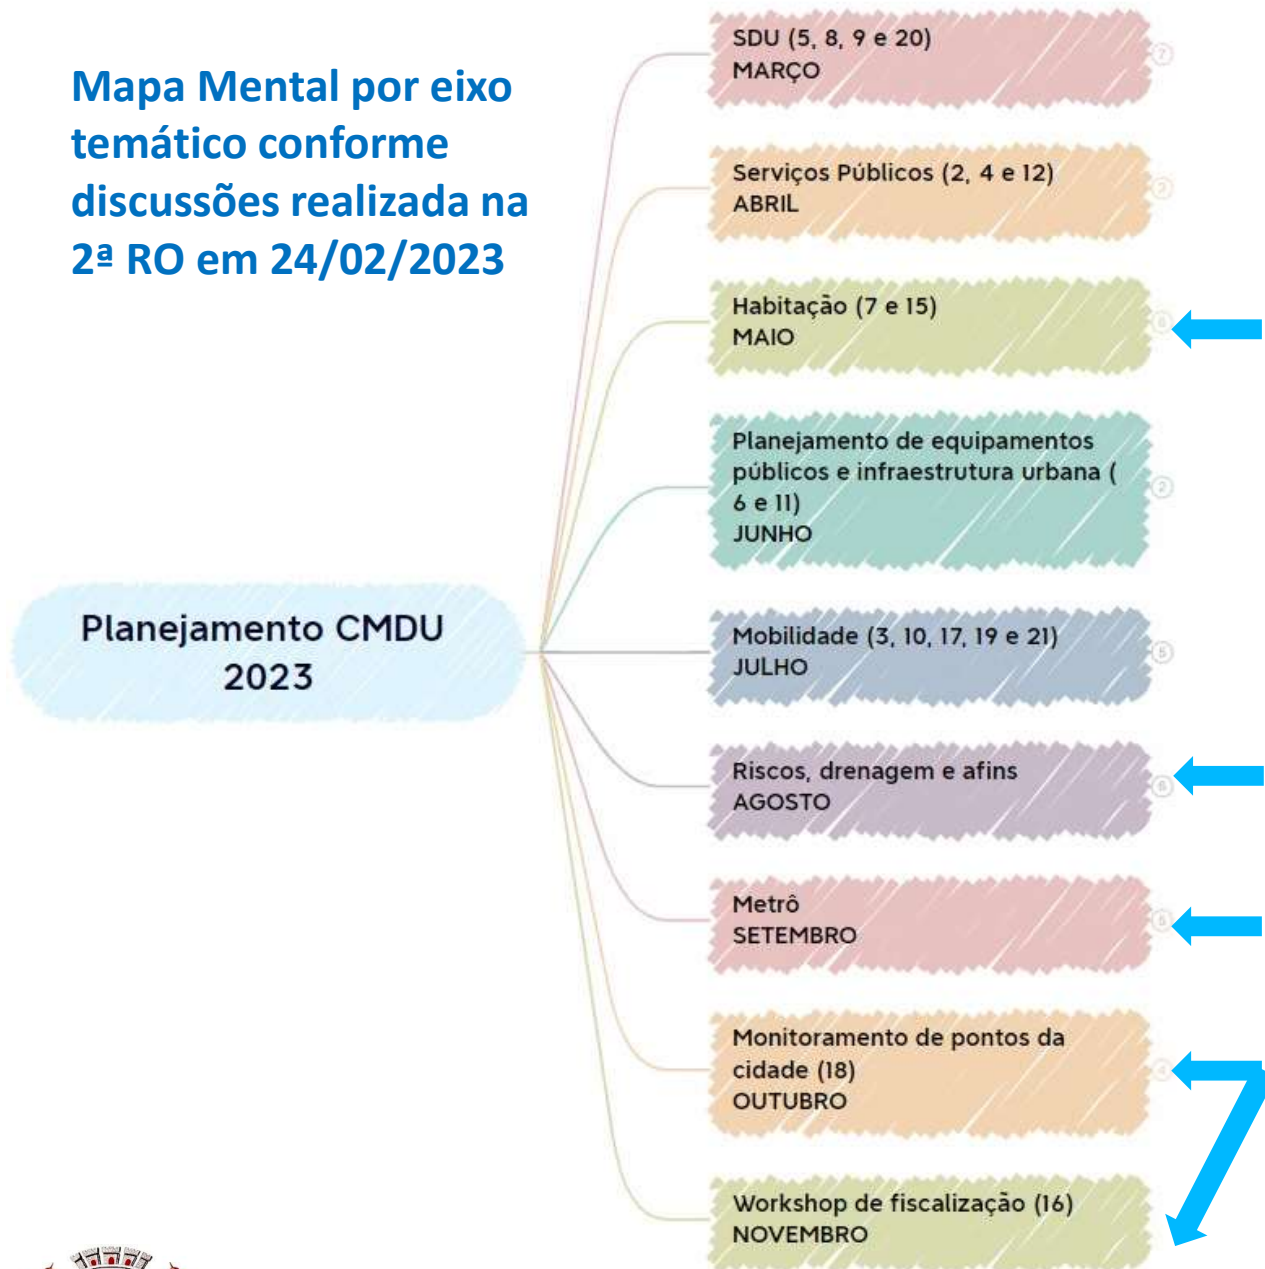 Mapa Mental por eixo
temático conforme
discussões realizada na
2ª RO em 24/02/2023
Planejamento CMDU
2023
SDU (5, 8, 9 e 20)
MARÇO
7
Serviços Públicos (2, 4 e 12)
ABRIL
Habitação (7 e 15)
MAIO
Planejamento de equipamentos
públicos e infraestrutura urbana (
6 e 11)
JUNHO
2
Mobilidade (3, 10, 17, 19 e 21)
JULHO
5
Riscos, drenagem e afins
AGOSTO
Metrô
SETEMBRO
Monitoramento de pontos da
cidade (18)
OUTUBRO
Workshop de fiscalização (16)
NOVEMBRO